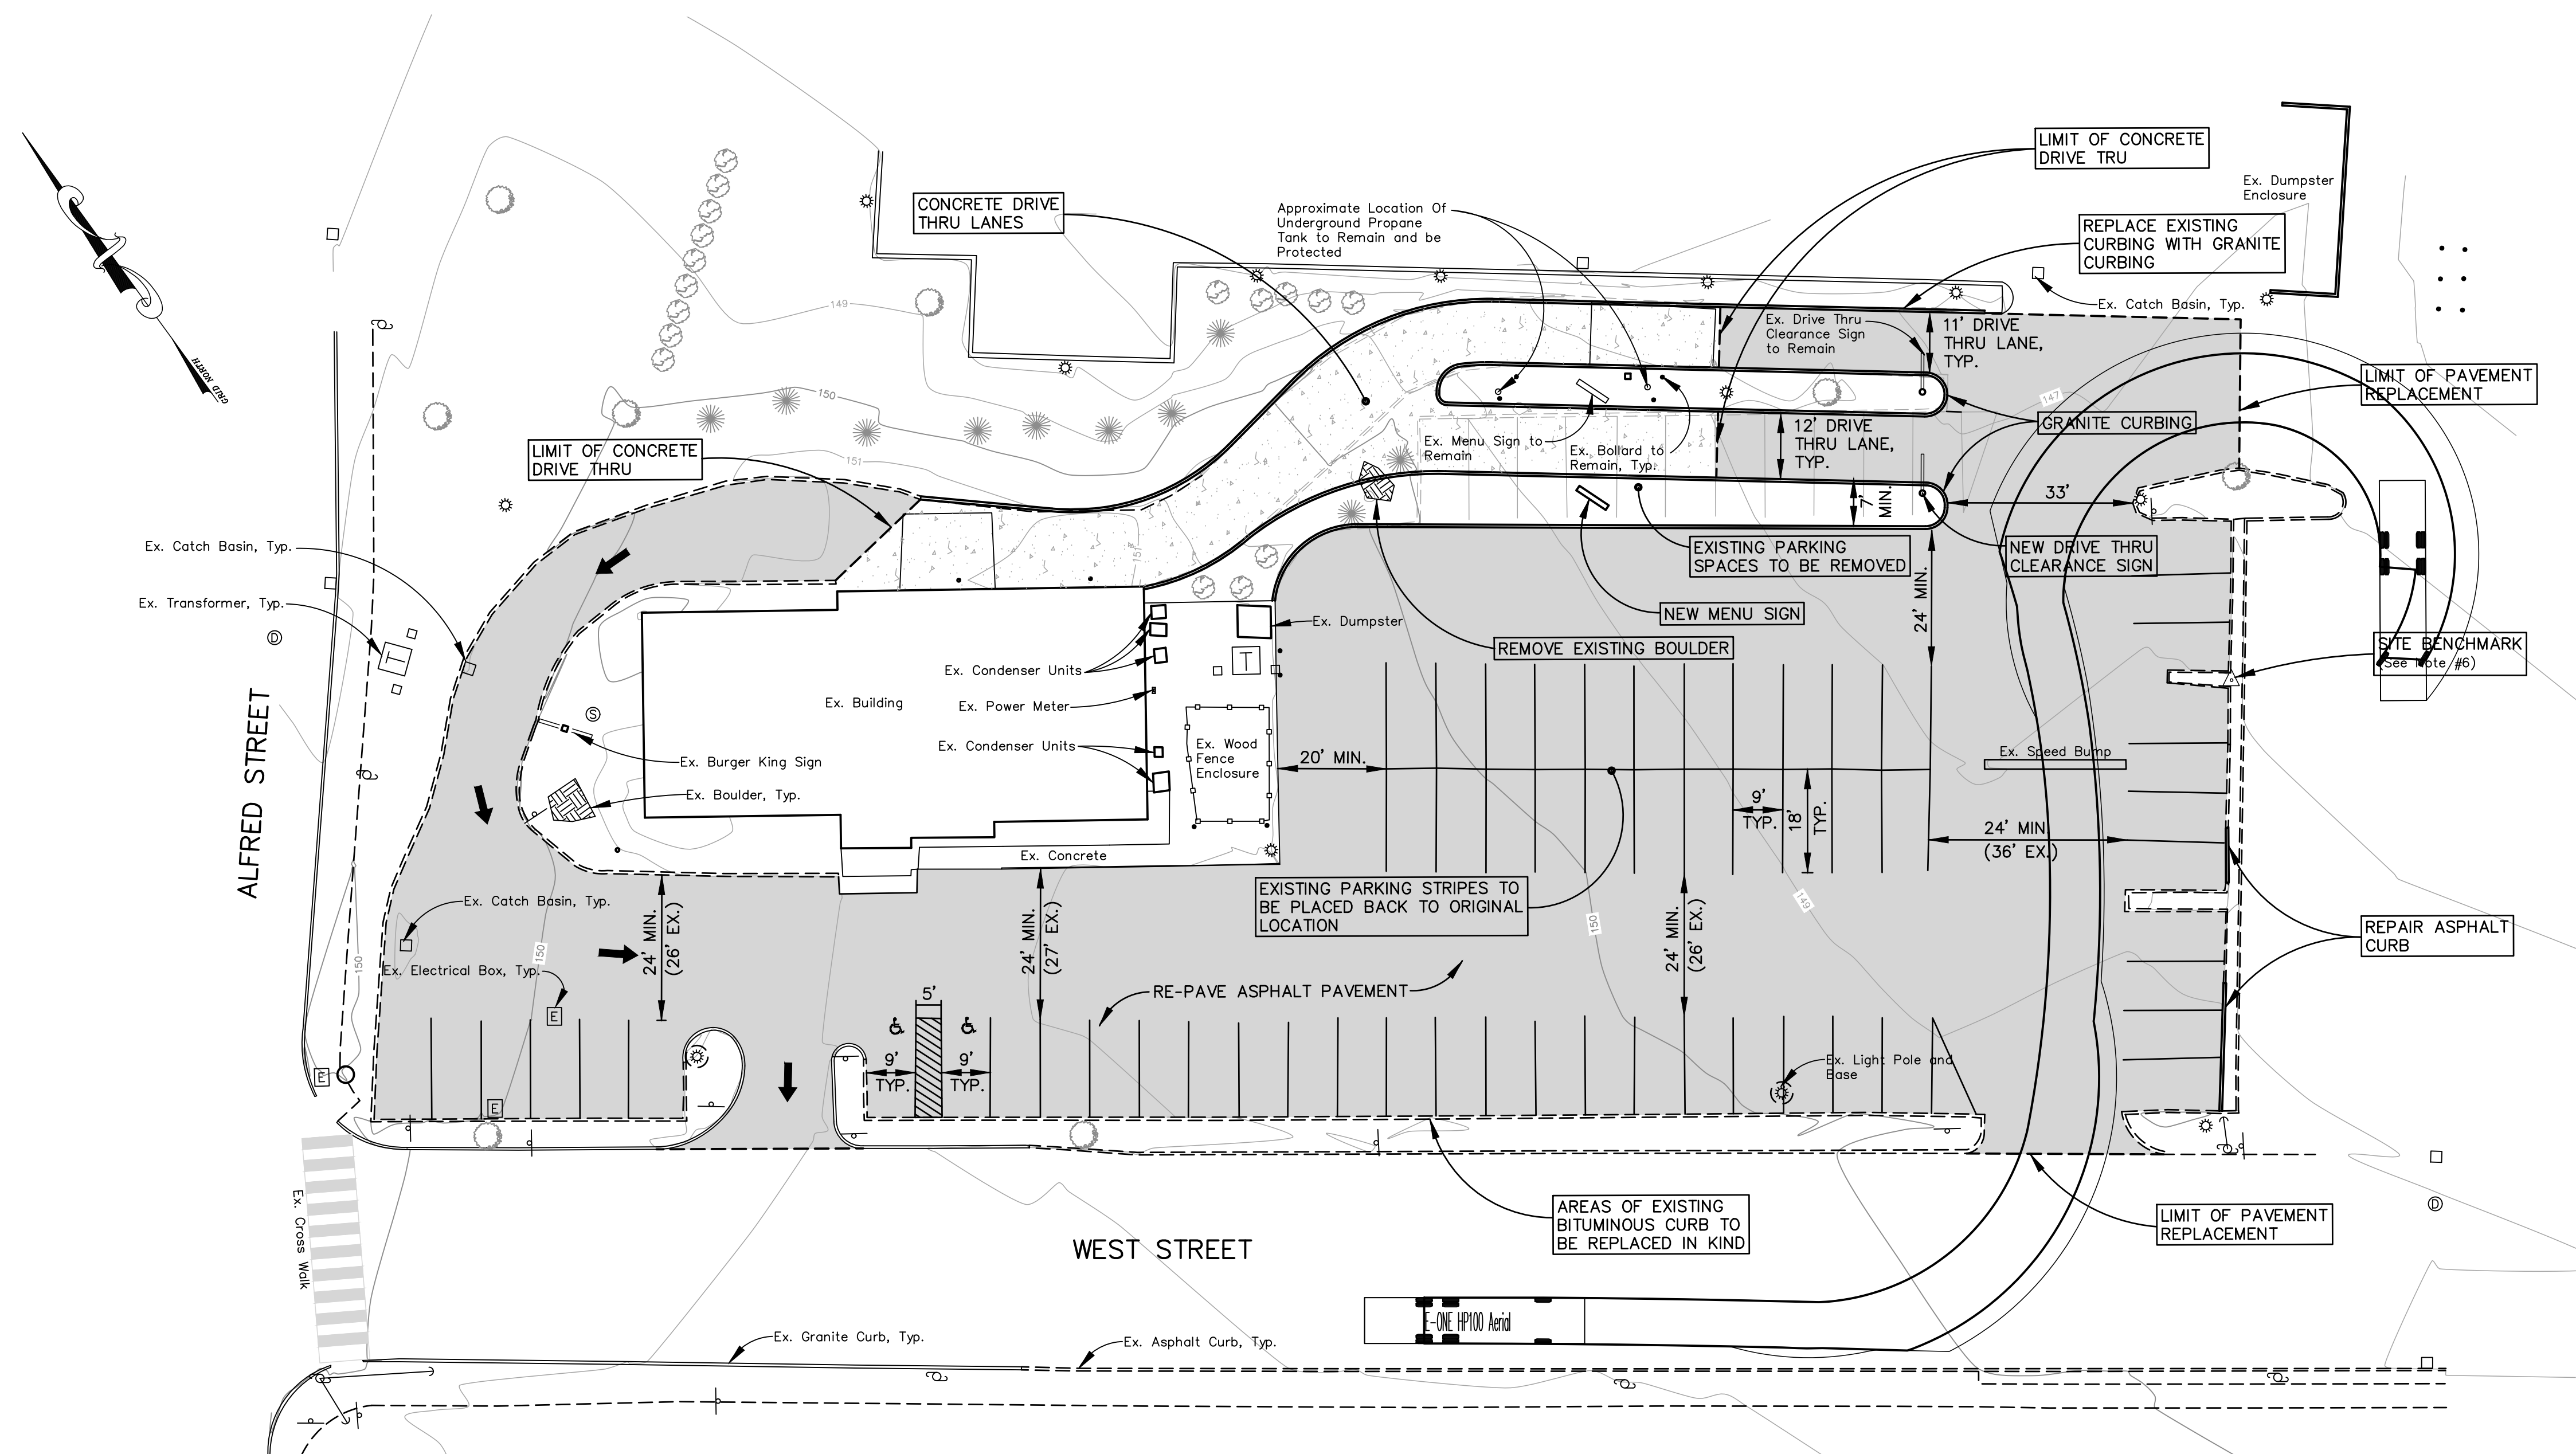 GRID NORTH
CONCRETE DRIVE
THRU LANES
Approximate Location Of
Underground Propane
Tank to Remain and be
Protected
LIMIT OF CONCRETE
DRIVE TRU
Ex. Dumpster
Enclosure
REPLACE EXISTING
CURBING WITH GRANITE
CURBING
Ex. Catch Basin, Typ.
Ex. Drive Thru
Clearance Sign
to Remain
11' DRIVE
THRU LANE,
TYP.
149
150
151
147
LIMIT OF PAVEMENT
REPLACEMENT
GRANITE CURBING
12' DRIVE
THRU LANE,
TYP.
Ex. Menu Sign to
Remain
Ex. Bollard to
Remain, Typ.
LIMIT OF CONCRETE
DRIVE THRU
7'
MIN.
33'
151
EXISTING PARKING
SPACES TO BE REMOVED
NEW DRIVE THRU
CLEARANCE SIGN
Ex. Catch Basin, Typ.
Ex. Transformer, Typ.
D
T
NEW MENU SIGN
24' MIN.
REMOVE EXISTING BOULDER
SITE BENCHMARK
(See Note #6)
Ex. Dumpster
T
Ex. Condenser Units
Ex. Building
Ex. Power Meter
Ex. Condenser Units
S
Ex. Burger King Sign
Ex. Boulder, Typ.
Ex. Wood
Fence
Enclosure
20' MIN.
Ex. Speed Bump
9'
TYP.
18'
TYP.
24' MIN.
(36' EX.)
ALFRED STREET
Ex. Concrete
EXISTING PARKING STRIPES TO
BE PLACED BACK TO ORIGINAL
LOCATION
149
150
Ex. Catch Basin, Typ.
24' MIN.
(26' EX.)
24' MIN.
(27' EX.)
24' MIN.
(26' EX.)
REPAIR ASPHALT
CURB
150
150
Ex. Electrical Box, Typ.
E
RE-PAVE ASPHALT PAVEMENT
5'
9'
TYP.
9'
TYP.
Ex. Light Pole and
Base
E
E
Ex. Cross Walk
AREAS OF EXISTING
BITUMINOUS CURB TO
BE REPLACED IN KIND
LIMIT OF PAVEMENT
REPLACEMENT
D
WEST STREET
E-ONE HP100 Aerial
Ex. Granite Curb, Typ.
Ex. Asphalt Curb, Typ.